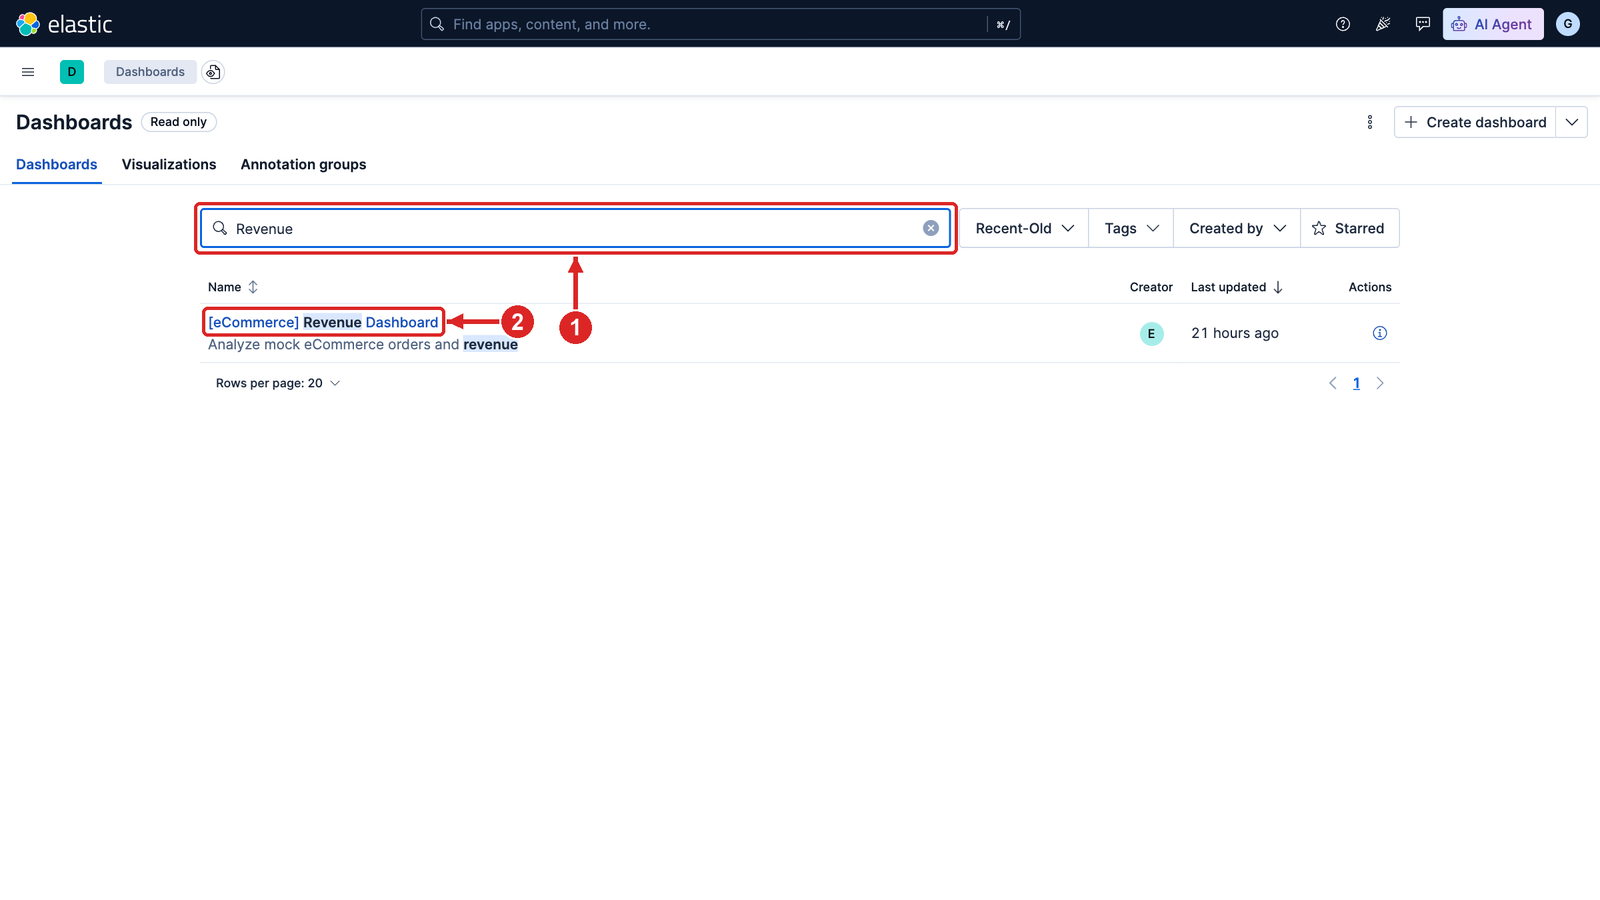 elastic
Find apps, content, and more.
⌘/
AI Agent
G
D
Dashboards
Dashboards
Read only
Create dashboard
Dashboards
Visualizations
Annotation groups
Revenue
Recent-Old
Tags
Created by
Starred
Name
Creator
Last updated
Actions
[eCommerce] Revenue Dashboard
2
1
Analyze mock eCommerce orders and revenue
E
21 hours ago
Rows per page: 20
1